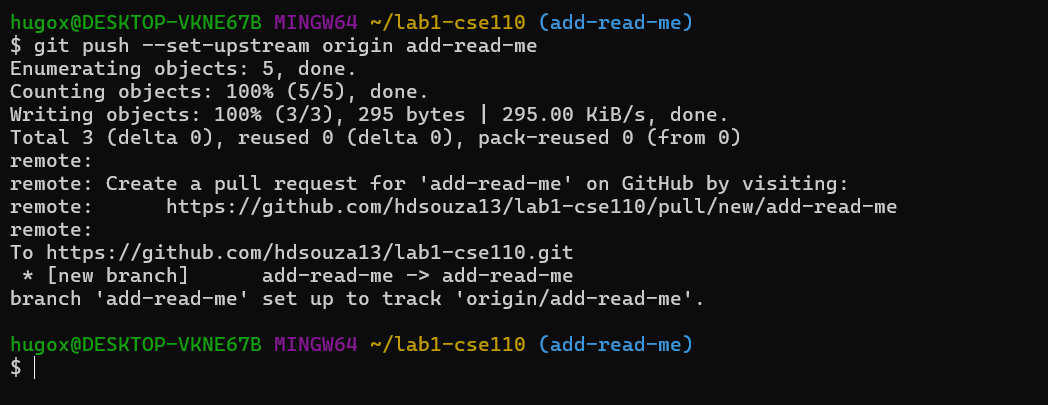 hugox@DESKTOP-VKNE67B MINGW64 ~/lab1-cse110 (add-read-me)
$ git push --set-upstream origin add-read-me
Enumerating objects: 5, done.
Counting objects: 100% (5/5), done.
Writing objects: 100% (3/3), 295 bytes | 295.00 KiB/s, done.
Total 3 (delta 0), reused 0 (delta 0), pack-reused 0 (from 0)
remote:
remote: Create a pull request for 'add-read-me' on GitHub by visiting:
remote:      https://github.com/hdsouza13/lab1-cse110/pull/new/add-read-me
remote:
To https://github.com/hdsouza13/lab1-cse110.git
 * [new branch]      add-read-me -> add-read-me
branch 'add-read-me' set up to track 'origin/add-read-me'.

hugox@DESKTOP-VKNE67B MINGW64 ~/lab1-cse110 (add-read-me)
$